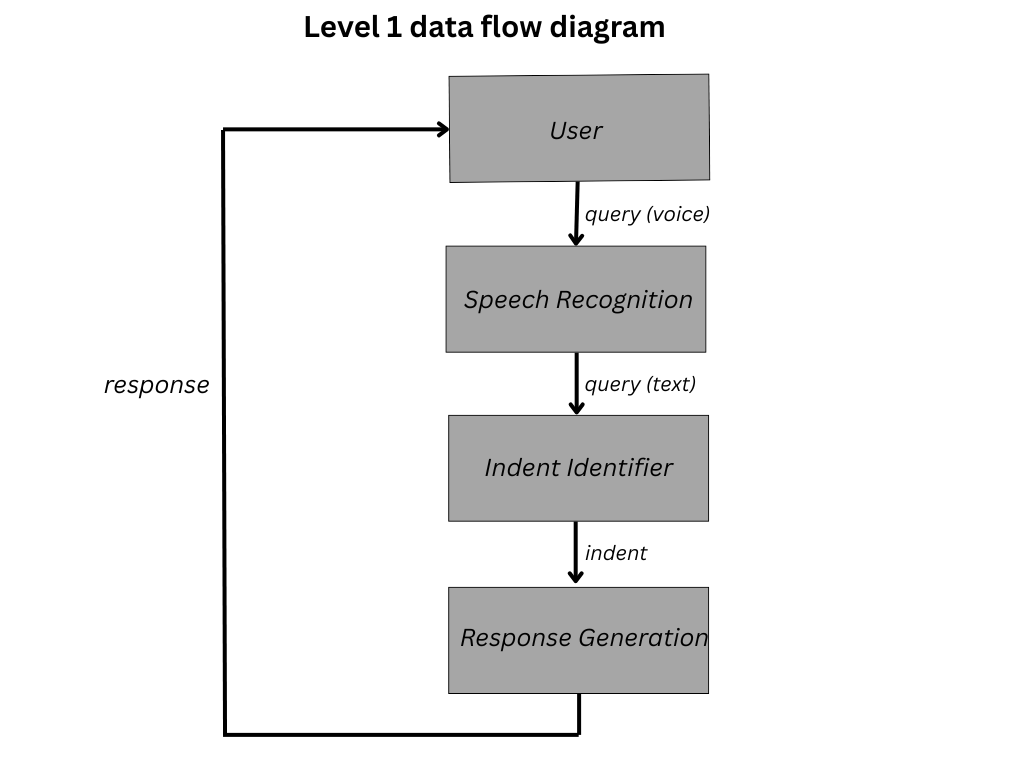 Level 1 data flow diagram
User
query (voice)
Speech Recognition
query (text)
response
Indent Identifier
indent
Response Generation